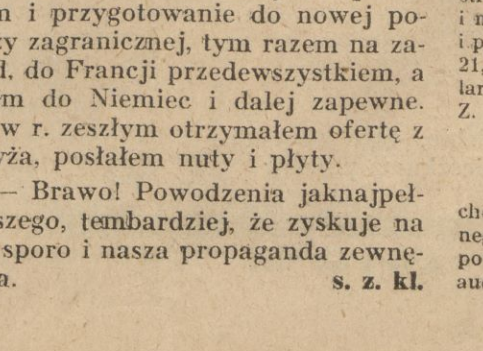 i przygotowanie do nowej po-
zagranicznej, tym razem na za-
do Francji przedewszystkiem, a
do Niemiec i dalej zapewne.
w r. zeszłym otrzymałem ofertę z
posłałem nuty i płyty.
— Brawo! Powodzenia jaknajpeł-
szego, tembardziej, że zyskuje na
sporo i nasza propaganda zewnę-
s. z. kl.
i
i
21,
Z.